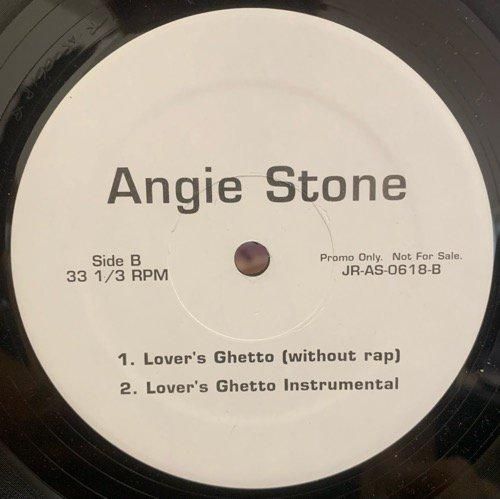 Angie Stone
Side B
33 1/3 RPM
Promo Only. Not For Sale.
JR-AS-0618-B
1. Lover's Ghetto (without rap)
2. Lover's Ghetto Instrumental